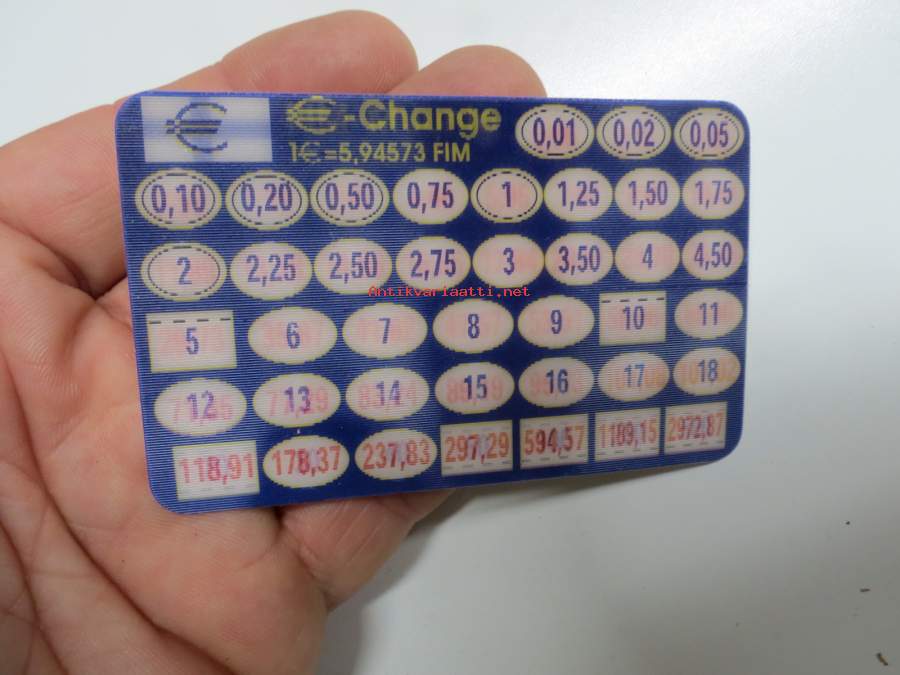 € €-Change 0,01 0,02 0,05
1€=5,94573 FIM
0,10 0,20 0,50 0,75 1 1,25 1,50 1,75
2 2,25 2,50 2,75 3 3,50 4 4,50
Antikvariaatti.net
5 6 7 8 9 10 11
12 13 14 15 16 17 18
118,91 178,37 237,83 297,29 594,57 1189,15 2972,87